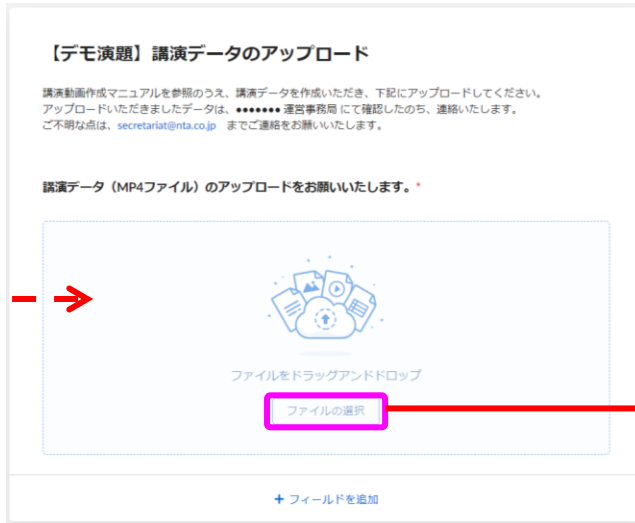 【デモ演題】講演データのアップロード
講演動画作成マニュアルを参照のうえ、講演データを作成いただき、下記にアップロードしてください。
アップロードいただきましたデータは、●●●●●●● 運営事務局 にて確認したのち、連絡いたします。
ご不明な点は、secretariat@nta.co.jp までご連絡をお願いいたします。
講演データ（MP4ファイル）のアップロードをお願いいたします。*
ファイルをドラッグアンドドロップ
ファイルの選択
+ フィールドを追加